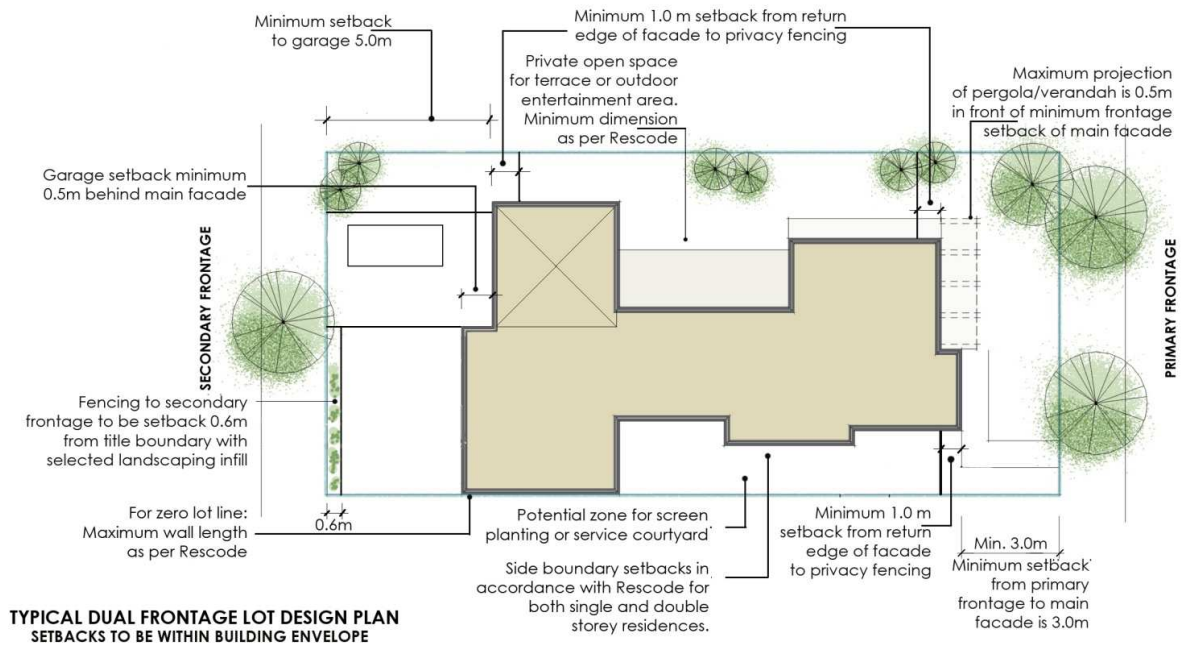 Minimum setback
to garage 5.0m
Minimum 1.0 m setback from return
edge of facade to privacy fencing
Private open space
for terrace or outdoor
entertainment area.
Minimum dimension
as per Rescode
Maximum projection
of pergola/verandah is 0.5m
in front of minimum frontage
setback of main facade
Garage setback minimum
0.5m behind main facade
SECONDARY FRONTAGE
PRIMARY FRONTAGE
Fencing to secondary
frontage to be setback 0.6m
from title boundary with
selected landscaping infill
For zero lot line:
Maximum wall length
as per Rescode
0.6m
Potential zone for screen
planting or service courtyard
Side boundary setbacks in
accordance with Rescode for
both single and double
storey residences.
Minimum 1.0 m
setback from return
edge of facade
to privacy fencing
Min. 3.0m
Minimum setback
from primary
frontage to main
facade is 3.0m
TYPICAL DUAL FRONTAGE LOT DESIGN PLAN
SETBACKS TO BE WITHIN BUILDING ENVELOPE